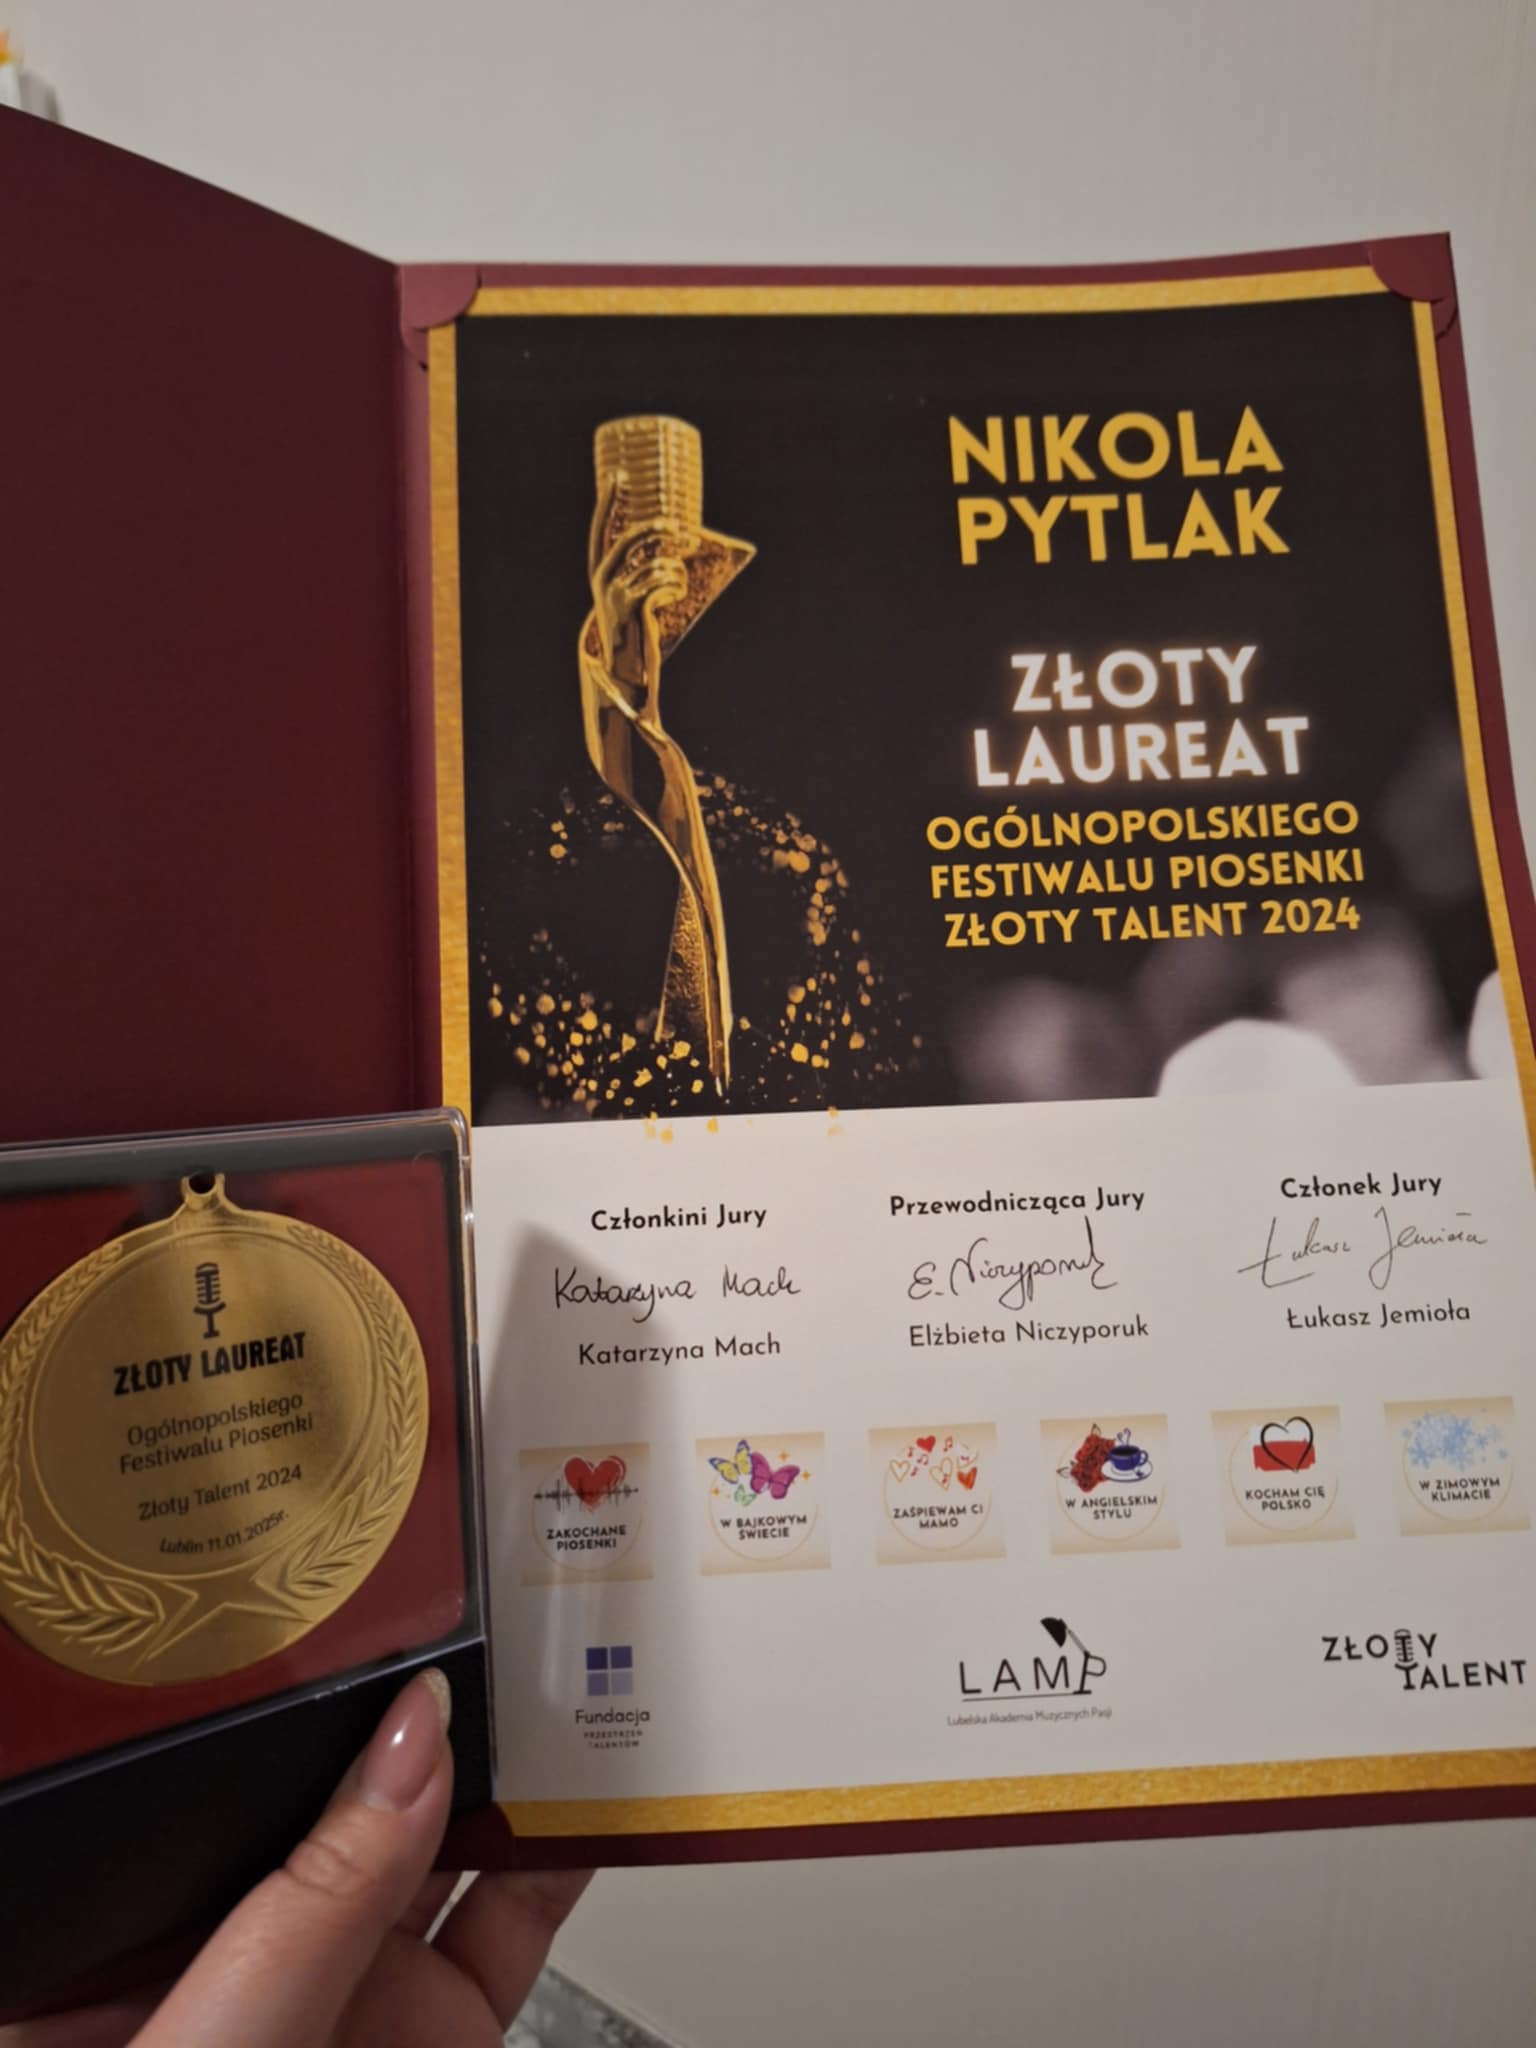 NIKOLA
PYTLAK
ZŁOTY
LAUREAT
OGÓLNOPOLSKIEGO
FESTIWALU PIOSENKI
ZŁOTY TALENT 2024
Członkini Jury
Katarzyna Mach
Katarzyna Mach
Przewodnicząca Jury
E. Niczyporuk
Elżbieta Niczyporuk
Członek Jury
Łukasz Jemioła
Łukasz Jemioła
ZAKOCHANE
PIOSENKI
W BAJKOWYM
ŚWIECIE
ZAŚPIEWAM CI
MAMO
W ANGIELSKIM
STYLU
KOCHAM CIĘ
POLSKO
W ZIMOWYM
KLIMACIE
Fundacja
PRZESTRZEŃ
TALENTÓW
LAMP
Lubelska Akademia Muzycznych Pasji
ZŁOTY
TALENT
ZŁOTY LAUREAT
Ogólnopolskiego
Festiwalu Piosenki
Złoty Talent 2024
Lublin 11.01.2025r.